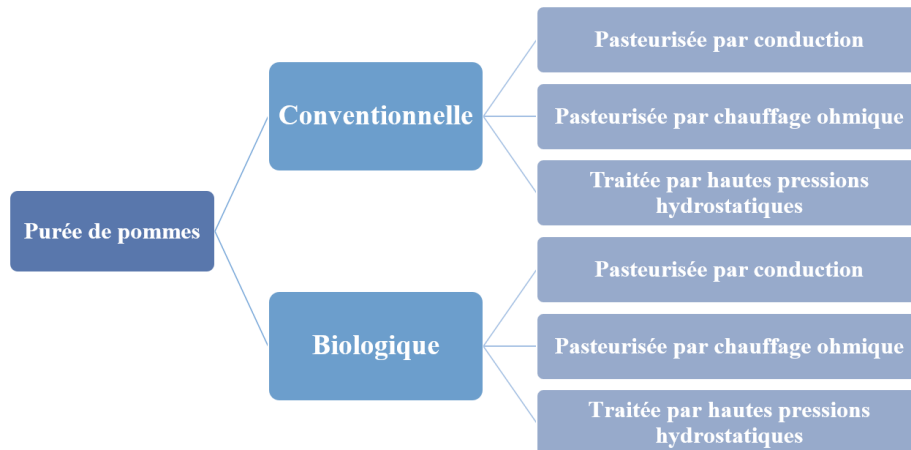 Purée de pommes
Conventionnelle
Pasteurisée par conduction
Pasteurisée par chauffage ohmique
Traitée par hautes pressions
hydrostatiques
Biologique
Pasteurisée par conduction
Pasteurisée par chauffage ohmique
Traitée par hautes pressions
hydrostatiques